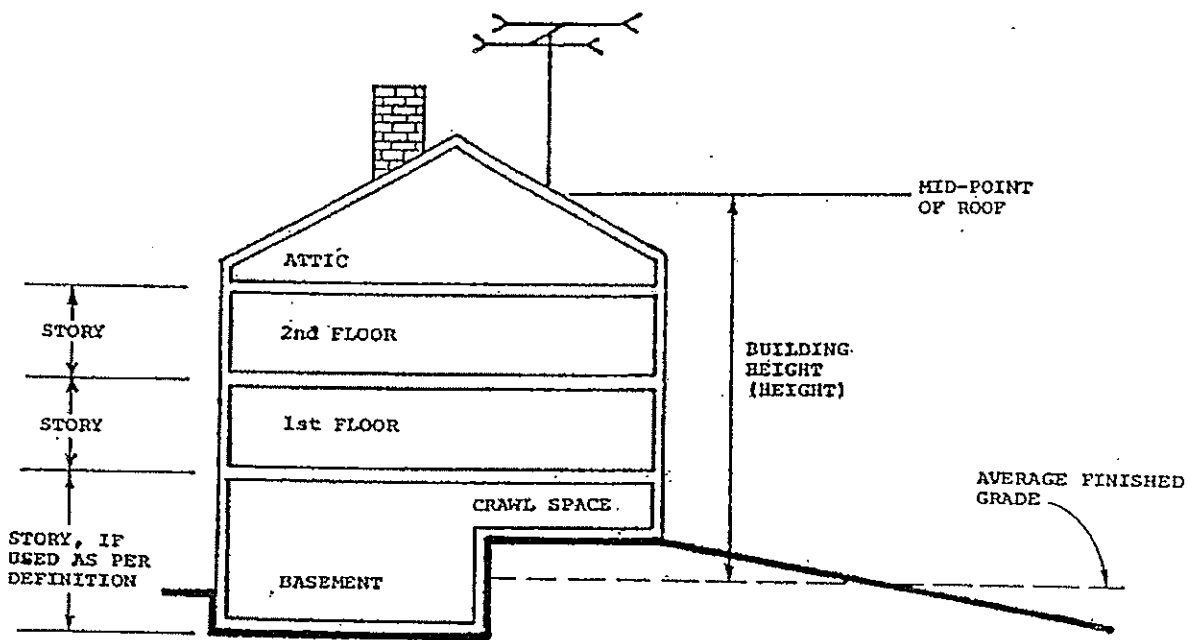 MID-POINT
OF ROOF
ATTIC
STORY
2nd FLOOR
BUILDING
HEIGHT
(HEIGHT)
STORY
1st FLOOR
AVERAGE FINISHED
GRADE
CRAWL SPACE
STORY, IF
USED AS PER
DEFINITION
BASEMENT